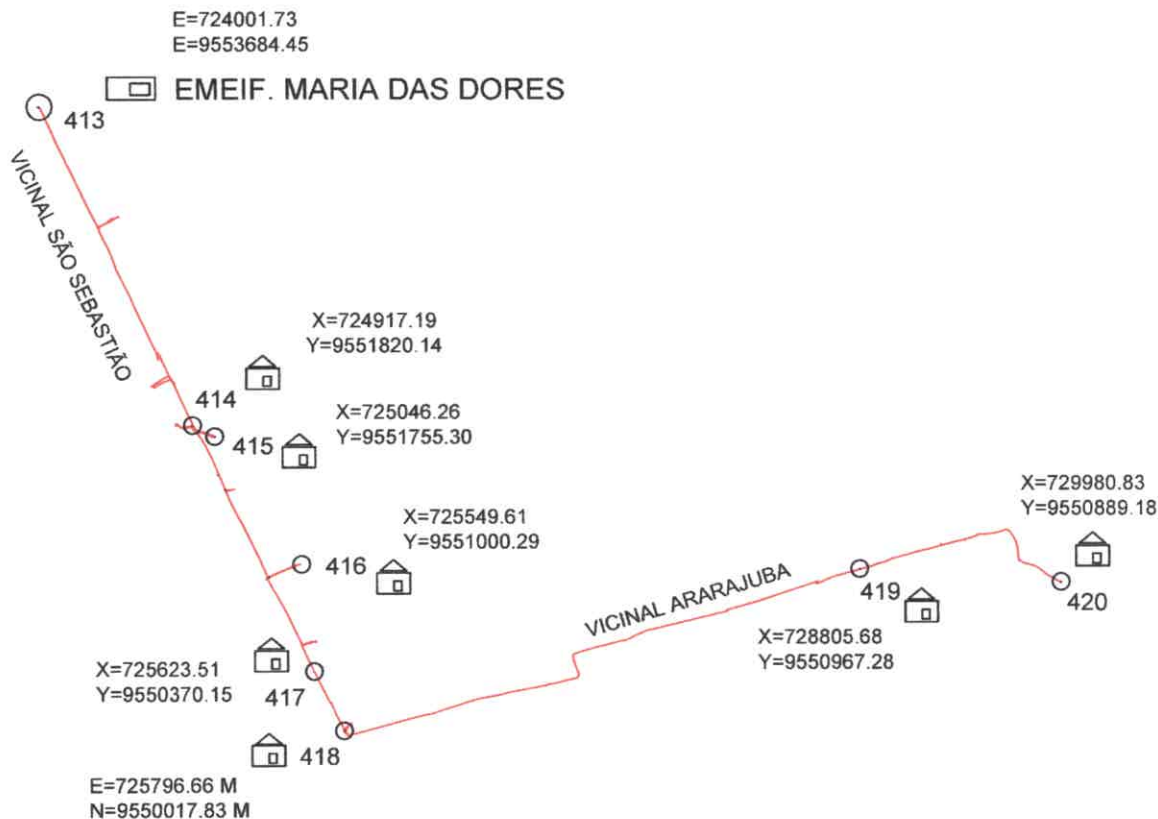 E=724001.73
E=9553684.45
EMEIF. MARIA DAS DORES
413
VICINAL SÃO SEBASTIÃO
X=724917.19
Y=9551820.14
414
X=725046.26
Y=9551755.30
415
X=725549.61
Y=9551000.29
416
X=729980.83
Y=9550889.18
420
VICINAL ARARAJUBA
419
X=728805.68
Y=9550967.28
X=725623.51
Y=9550370.15
417
418
E=725796.66 M
N=9550017.83 M